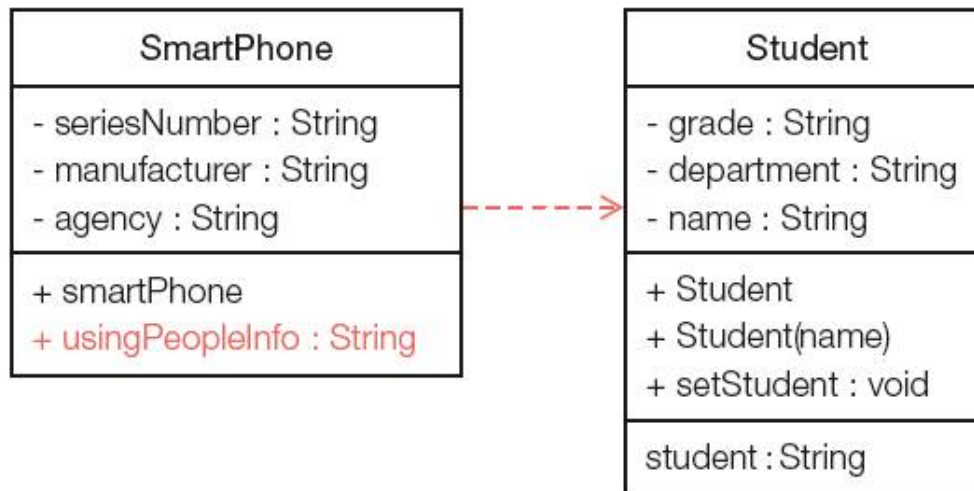 SmartPhone
- seriesNumber : String
- manufacturer : String
- agency : String
+ smartPhone
+ usingPeopleInfo : String
Student
- grade : String
- department : String
- name : String
+ Student
+ Student(name)
+ setStudent : void
student : String